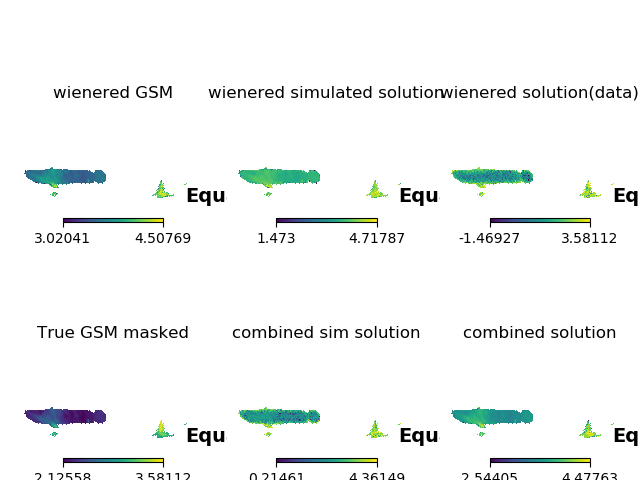 wienered GSM
wienered simulated solution
wienered solution(data)
Equ
Equ
Eq
3.02041 4.50769
1.473 4.71787
-1.46927 3.58112
True GSM masked
combined sim solution
combined solution
Equ
Equ
Eq
2.12558 3.58112
0.21461 4.36149
2.54405 4.47763